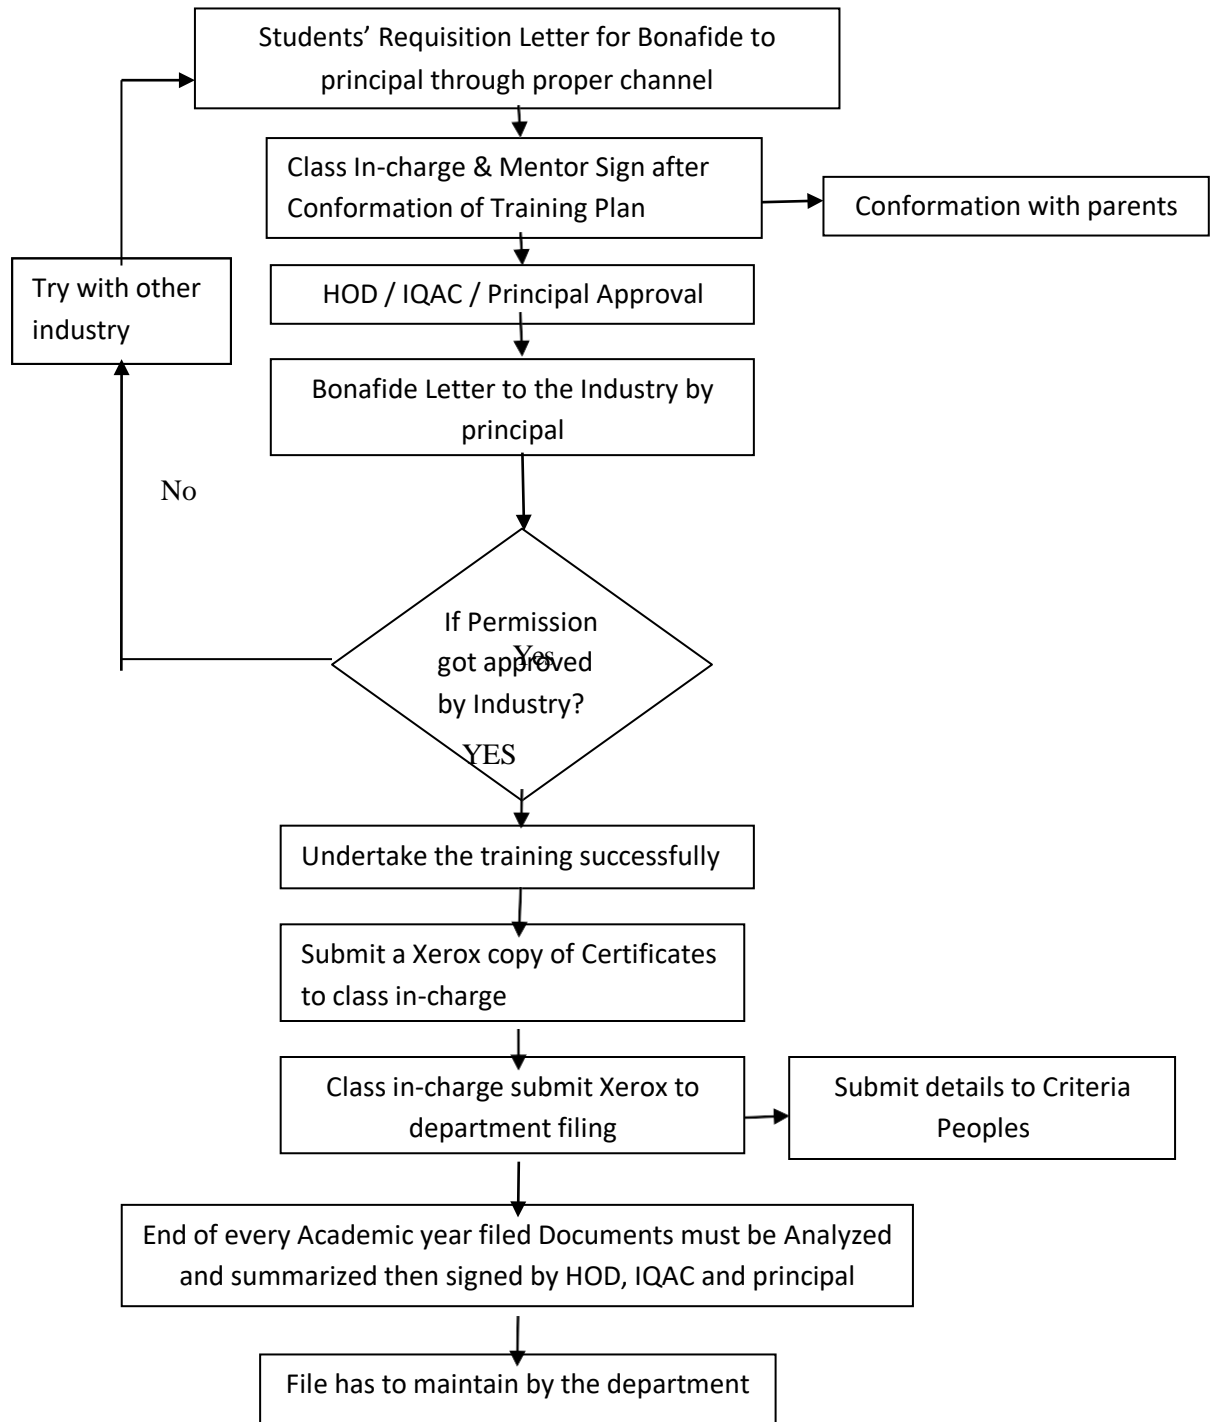 Students’ Requisition Letter for Bonafide to
principal through proper channel
Class In-charge & Mentor Sign after
Conformation of Training Plan
Conformation with parents
Try with other
industry
HOD / IQAC / Principal Approval
Bonafide Letter to the Industry by
principal
No
If Permission
got approved
by Industry?
Yes
YES
Undertake the training successfully
Submit a Xerox copy of Certificates
to class in-charge
Class in-charge submit Xerox to
department filing
Submit details to Criteria
Peoples
End of every Academic year filed Documents must be Analyzed
and summarized then signed by HOD, IQAC and principal
File has to maintain by the department